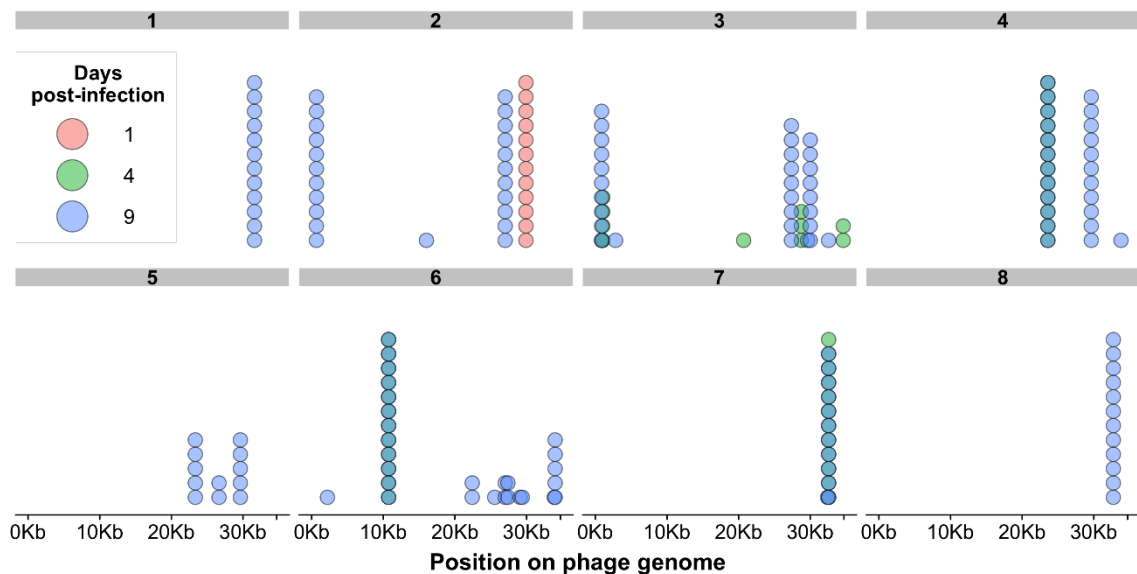 1 2 3 4
Days
post-infection
1
4
9
5 6 7 8
0Kb 10Kb 20Kb 30Kb 0Kb 10Kb 20Kb 30Kb 0Kb 10Kb 20Kb 30Kb 0Kb 10Kb 20Kb 30Kb
Position on phage genome